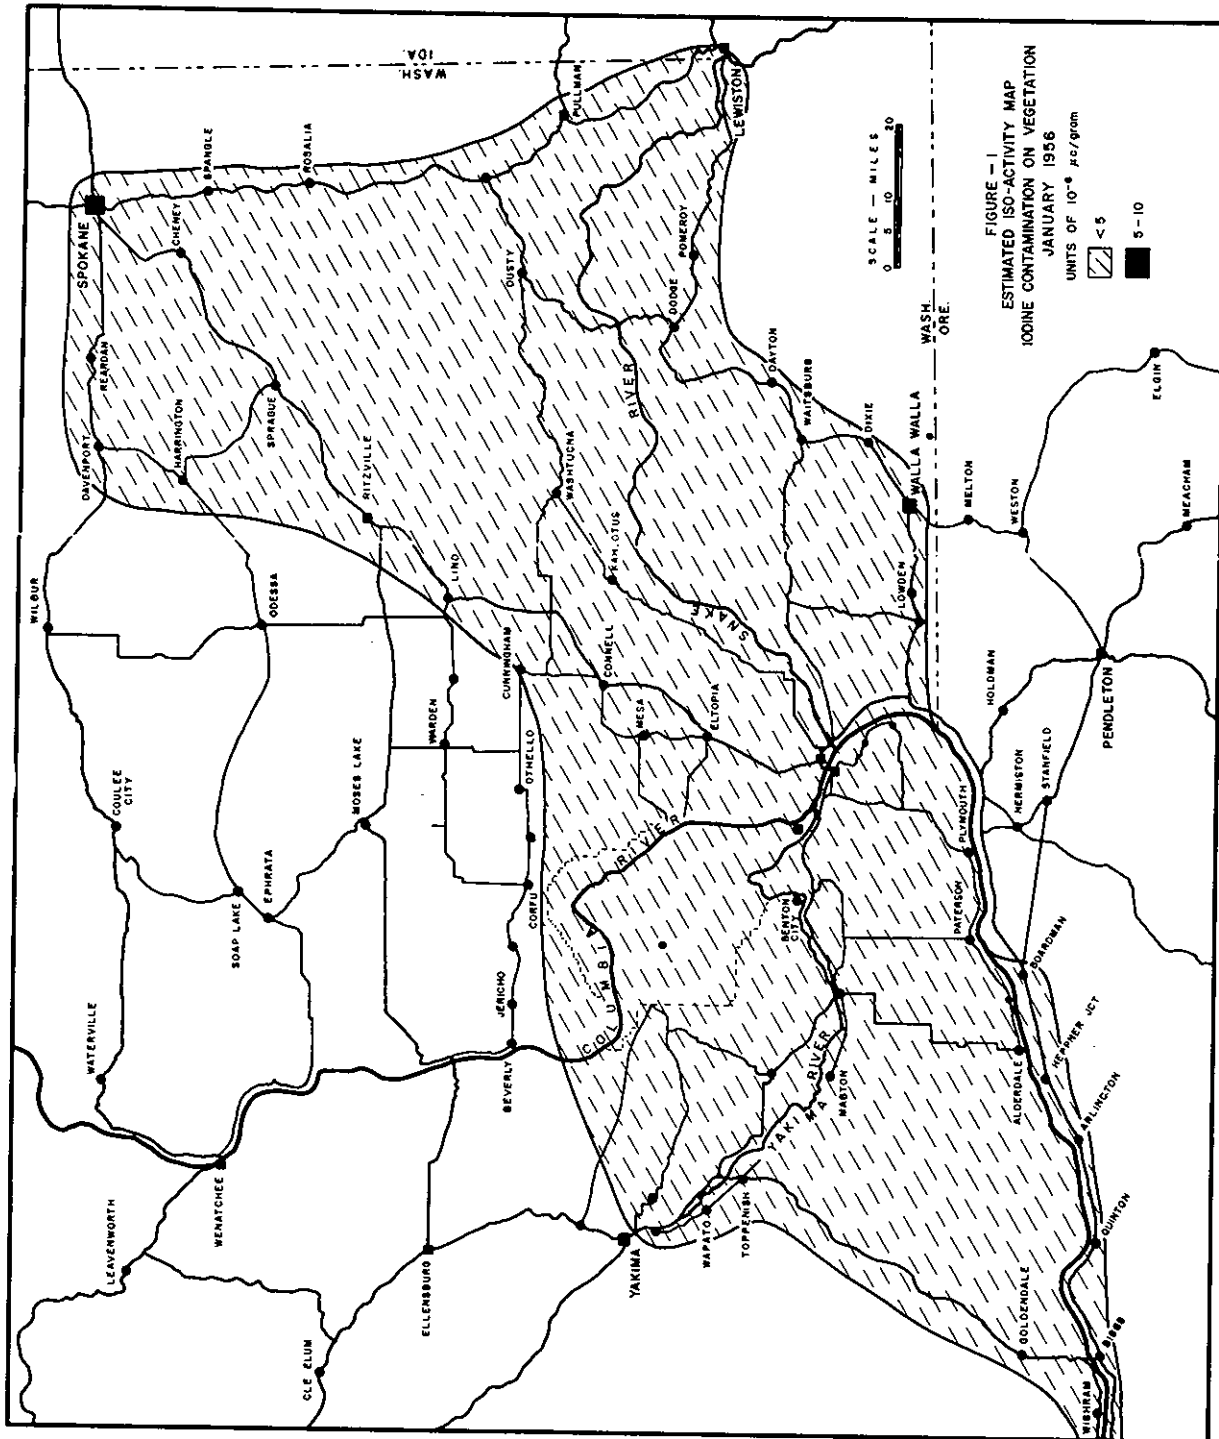 FIGURE - I
ESTIMATED ISO-ACTIVITY MAP
IODINE CONTAMINATION ON VEGETATION
JANUARY 1956
UNITS OF 10⁻⁶ µc/gram
<5
5-10
SCALE - MILES
0 5 10 20
WASH.
IDA.
WASH.
ORE.
LEAVENWORTH
WENATCHEE
WATERVILLE
COULEE
CITY
WILBUR
DAVENPORT
REARDAN
SPOKANE
CLE ELUM
SOAP LAKE
EPHRATA
ODESSA
HARRINGTON
CHENEY
SPANGLE
ELLENSBURG
MOSES LAKE
RITZVILLE
SPRAGUE
ROSALIA
BEVERLY
JERICHO
CORFU
OTHELLO
WARDEN
CUNNINGHAM
LIND
WASHTUCNA
DUSTY
PULLMAN
YAKIMA
COLUMBIA
RIVER
MESA
CONNELL
ELTOPIA
KAHLOTUS
SNAKE
RIVER
DODGE
POMEROY
LEWISTON
WAPATO
TOPPENISH
YAKIMA
RIVER
MABTON
BENTON
CITY
LOWDEN
WALLA WALLA
DIXIE
WAITSBURG
DAYTON
GOLDENDALE
ALDERDALE
PATERSON
PLYMOUTH
HOLDMAN
MELTON
WESTON
WISHRAM
BIGGS
QUINTON
ARLINGTON
HEPPNER JCT
BOARDMAN
HERMISTON
STANFIELD
PENDLETON
MEACHAM
ELGIN